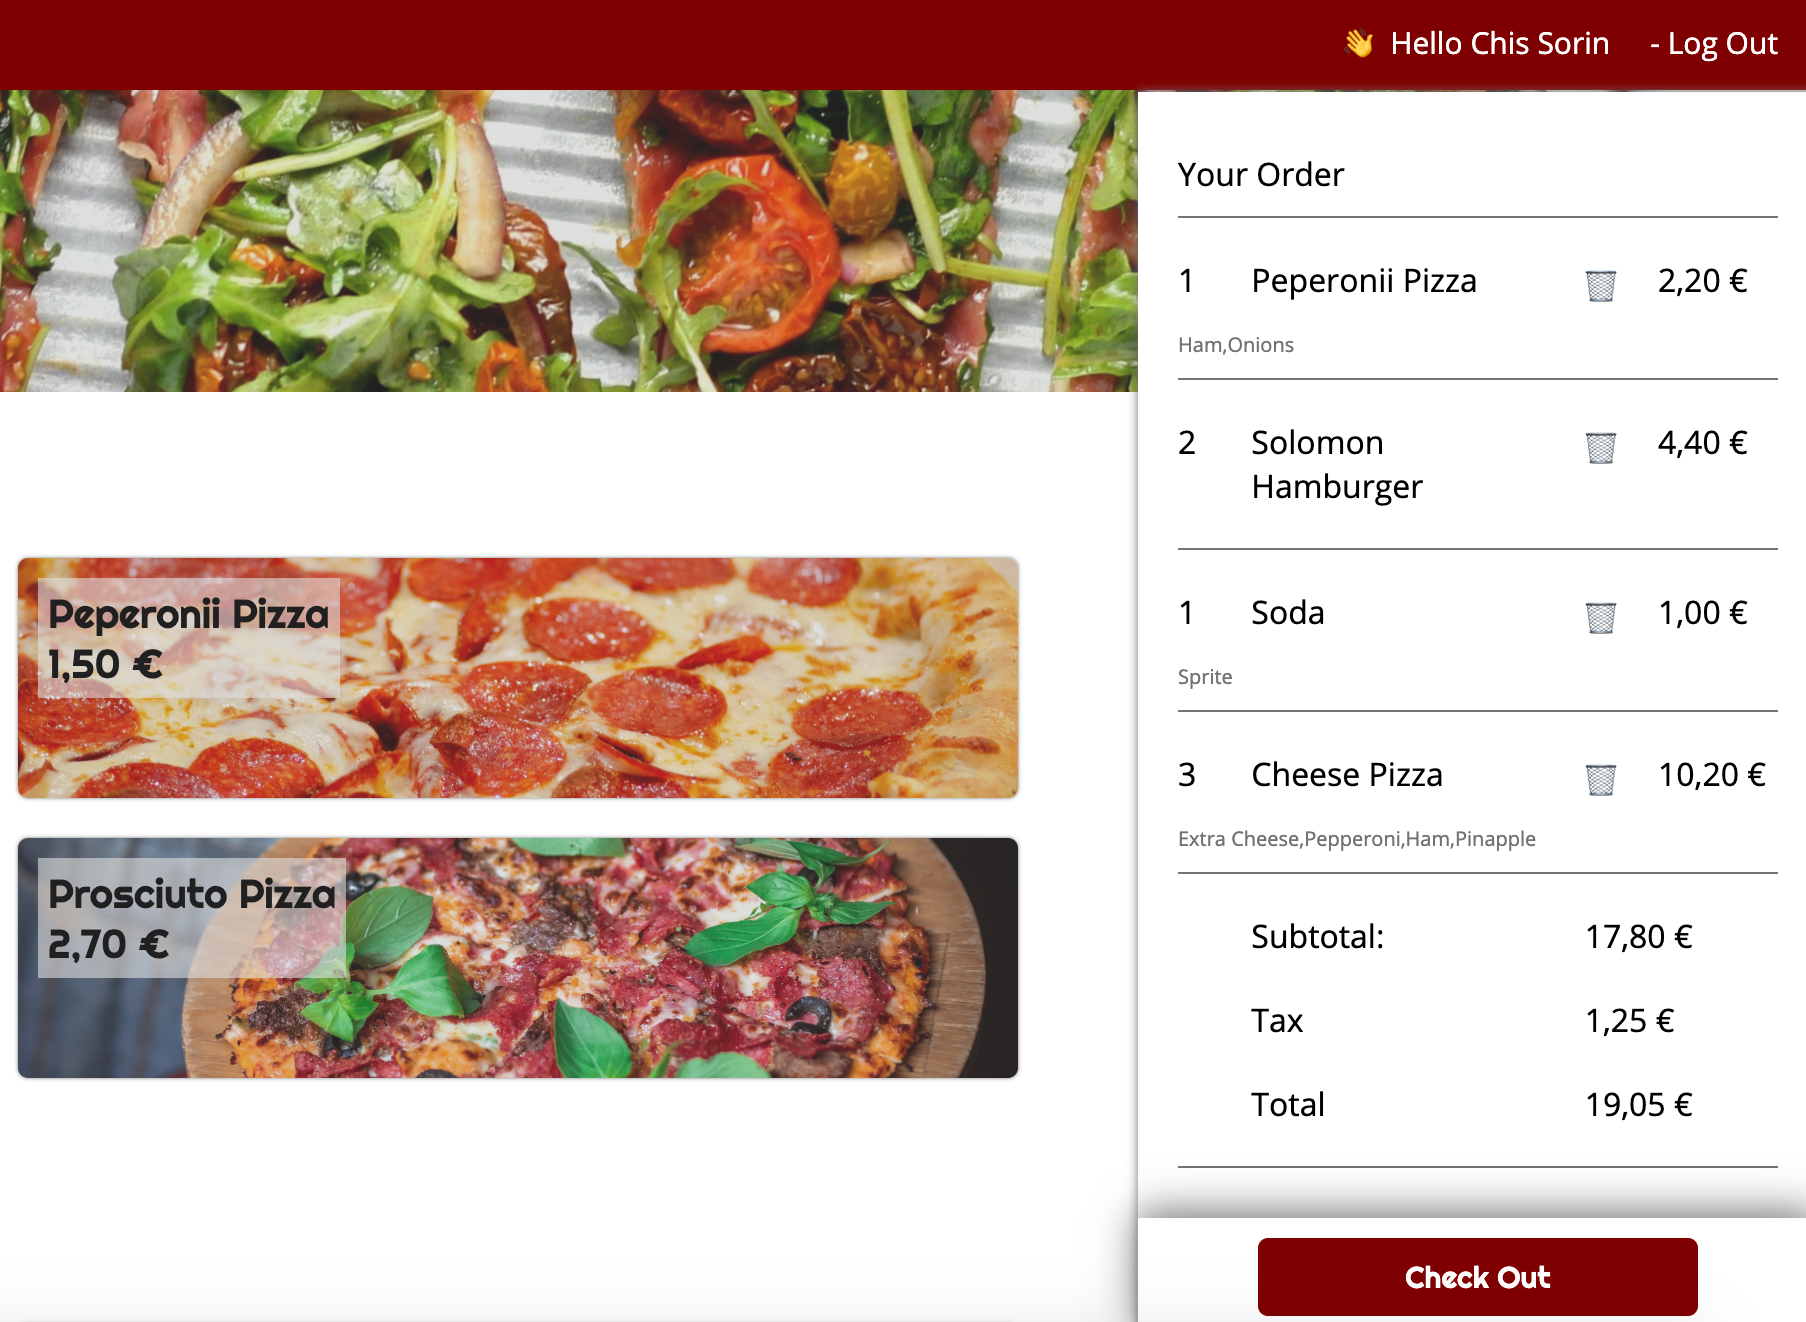 👋 Hello Chis Sorin - Log Out
Peperonii Pizza
1,50 €
Prosciuto Pizza
2,70 €
Your Order
1 Peperonii Pizza 2,20 €
Ham,Onions
2 Solomon 4,40 €
Hamburger
1 Soda 1,00 €
Sprite
3 Cheese Pizza 10,20 €
Extra Cheese,Pepperoni,Ham,Pinapple
Subtotal: 17,80 €
Tax 1,25 €
Total 19,05 €
Check Out